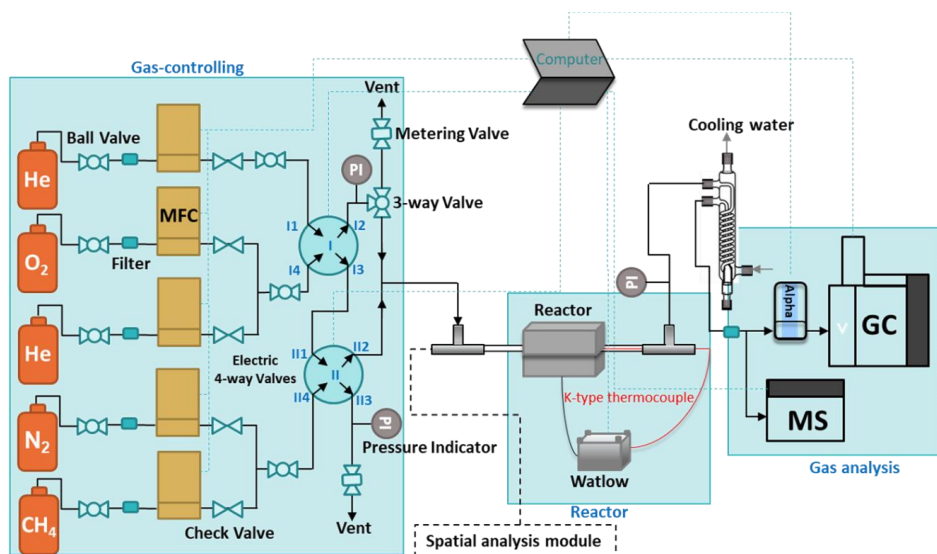 Gas-controlling
Computer
Vent
Metering Valve
Cooling water
Ball Valve
He
PI
3-way Valve
MFC
I1
I2
I
I4
I3
O₂
Filter
PI
Alpha
V
GC
Reactor
He
Electric
4-way Valves
II1
II2
II
II4
II3
K-type thermocouple
MS
N₂
PI
Pressure Indicator
Gas analysis
Watlow
CH₄
Check Valve
Vent
Reactor
Spatial analysis module